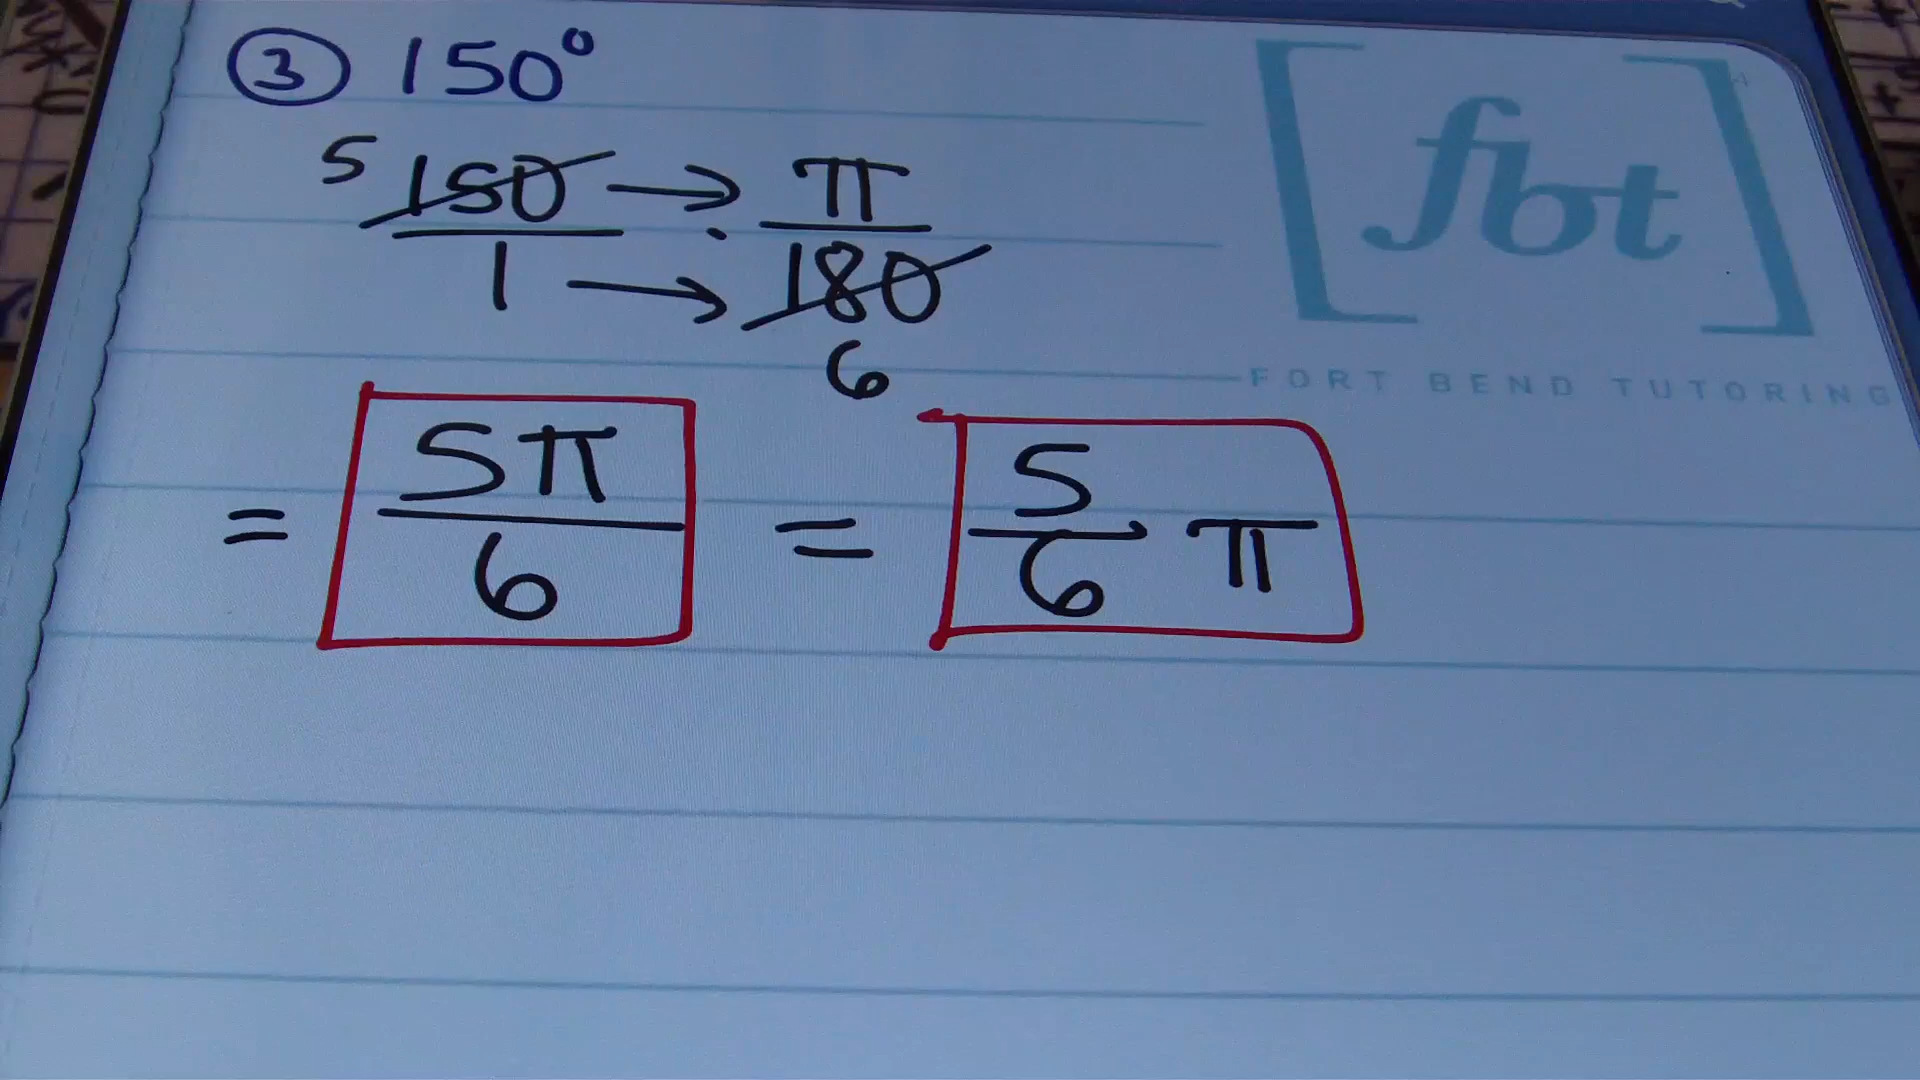 ③ 150°
5 150/1 → · → π/180 6
= 5π/6 = 5/6 π
fbt
FORT BEND TUTORING